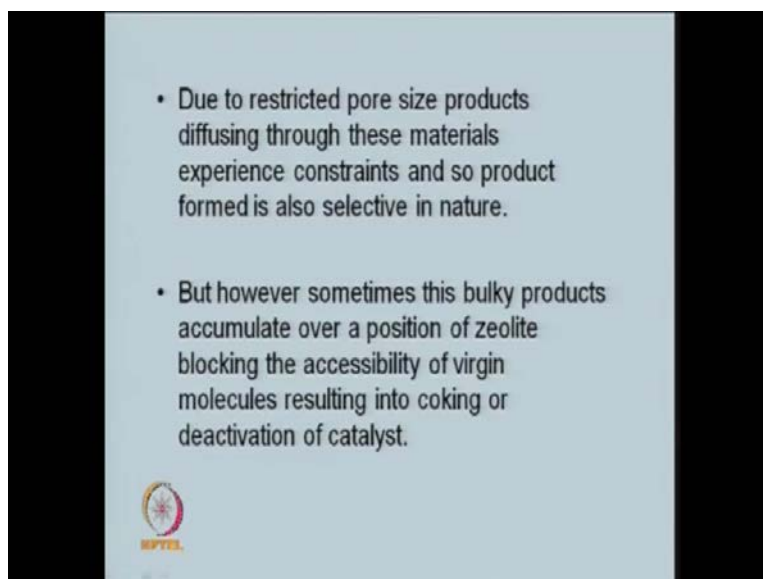 • Due to restricted pore size products
diffusing through these materials
experience constraints and so product
formed is also selective in nature.
• But however sometimes this bulky products
accumulate over a position of zeolite
blocking the accessibility of virgin
molecules resulting into coking or
deactivation of catalyst.
NPTEL